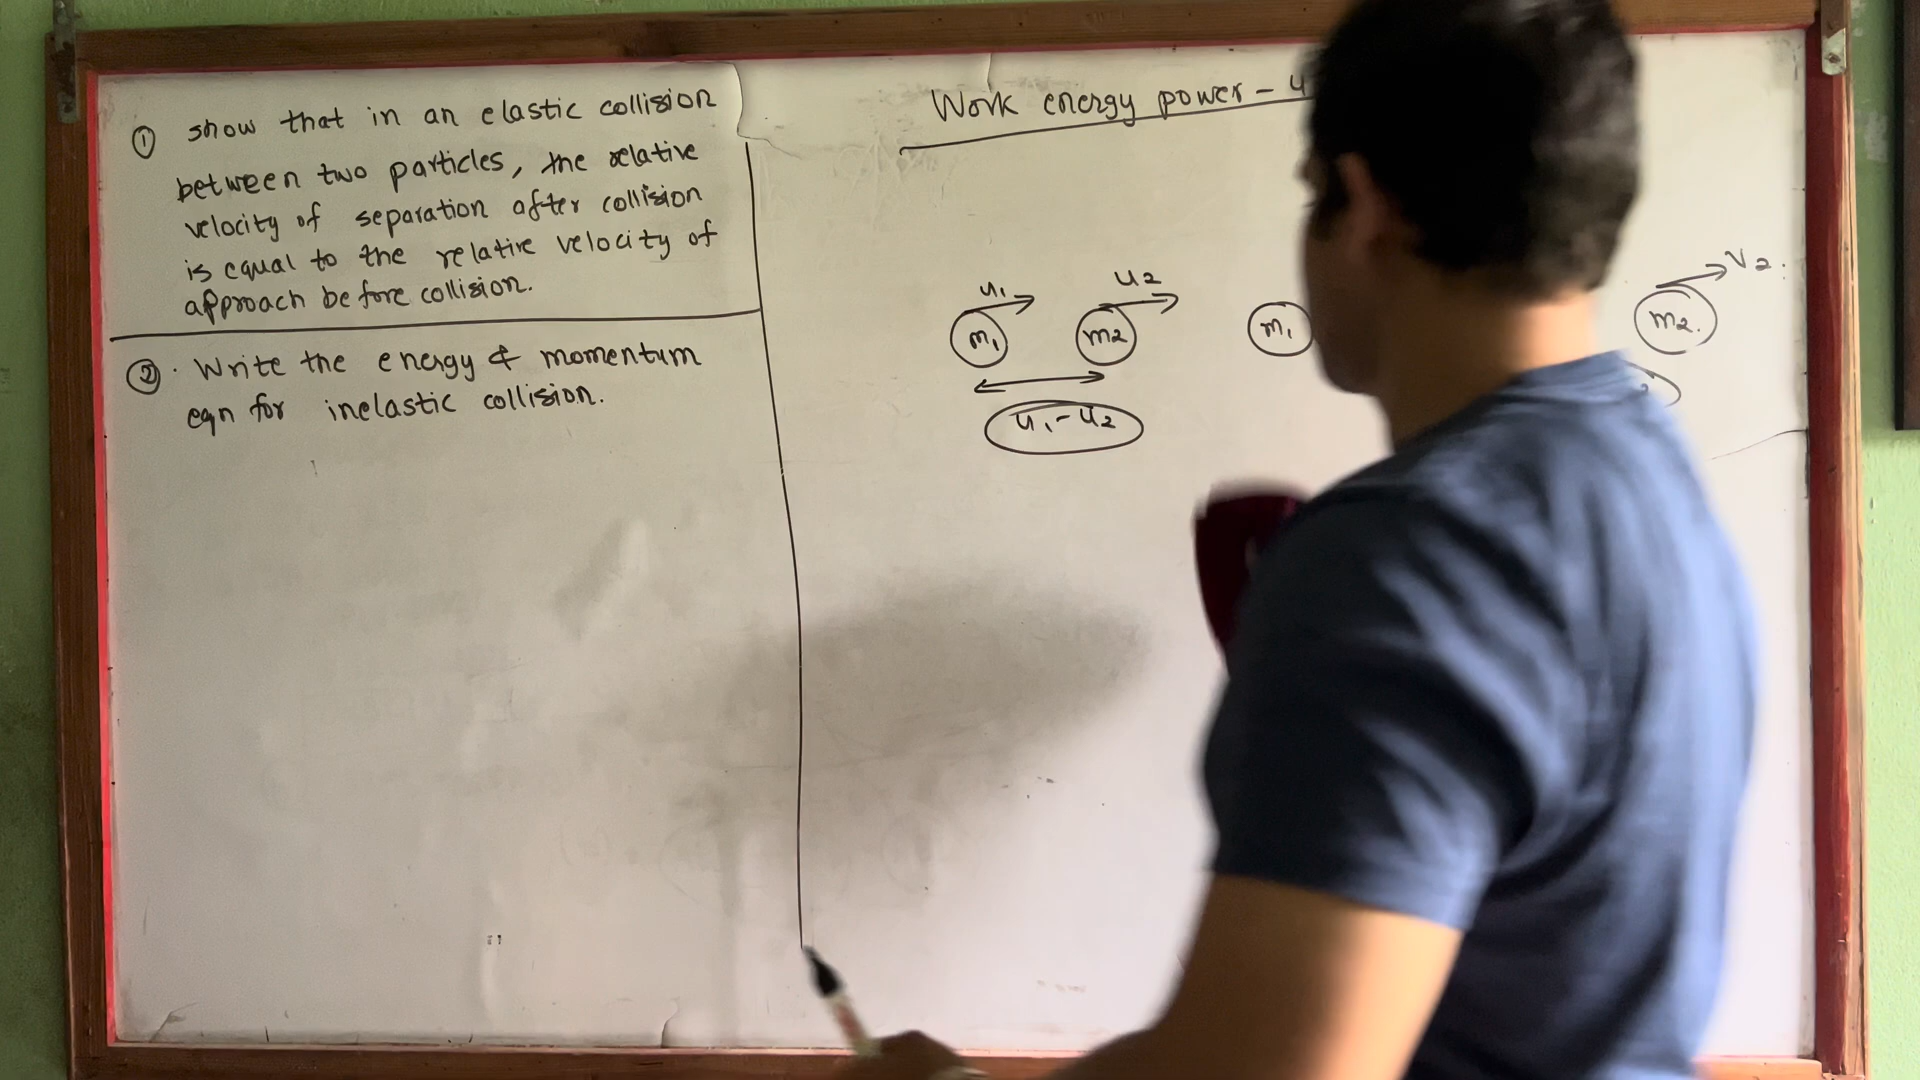 ① show that in an elastic collision
between two particles, the relative
velocity of separation after collision
is equal to the relative velocity of
approach before collision.
②. Write the energy & momentum
eqn for inelastic collision.
Work energy power - 4
u₁
u₂
v₂.
m₁
m₂
m₁
m₂.
u₁ - u₂